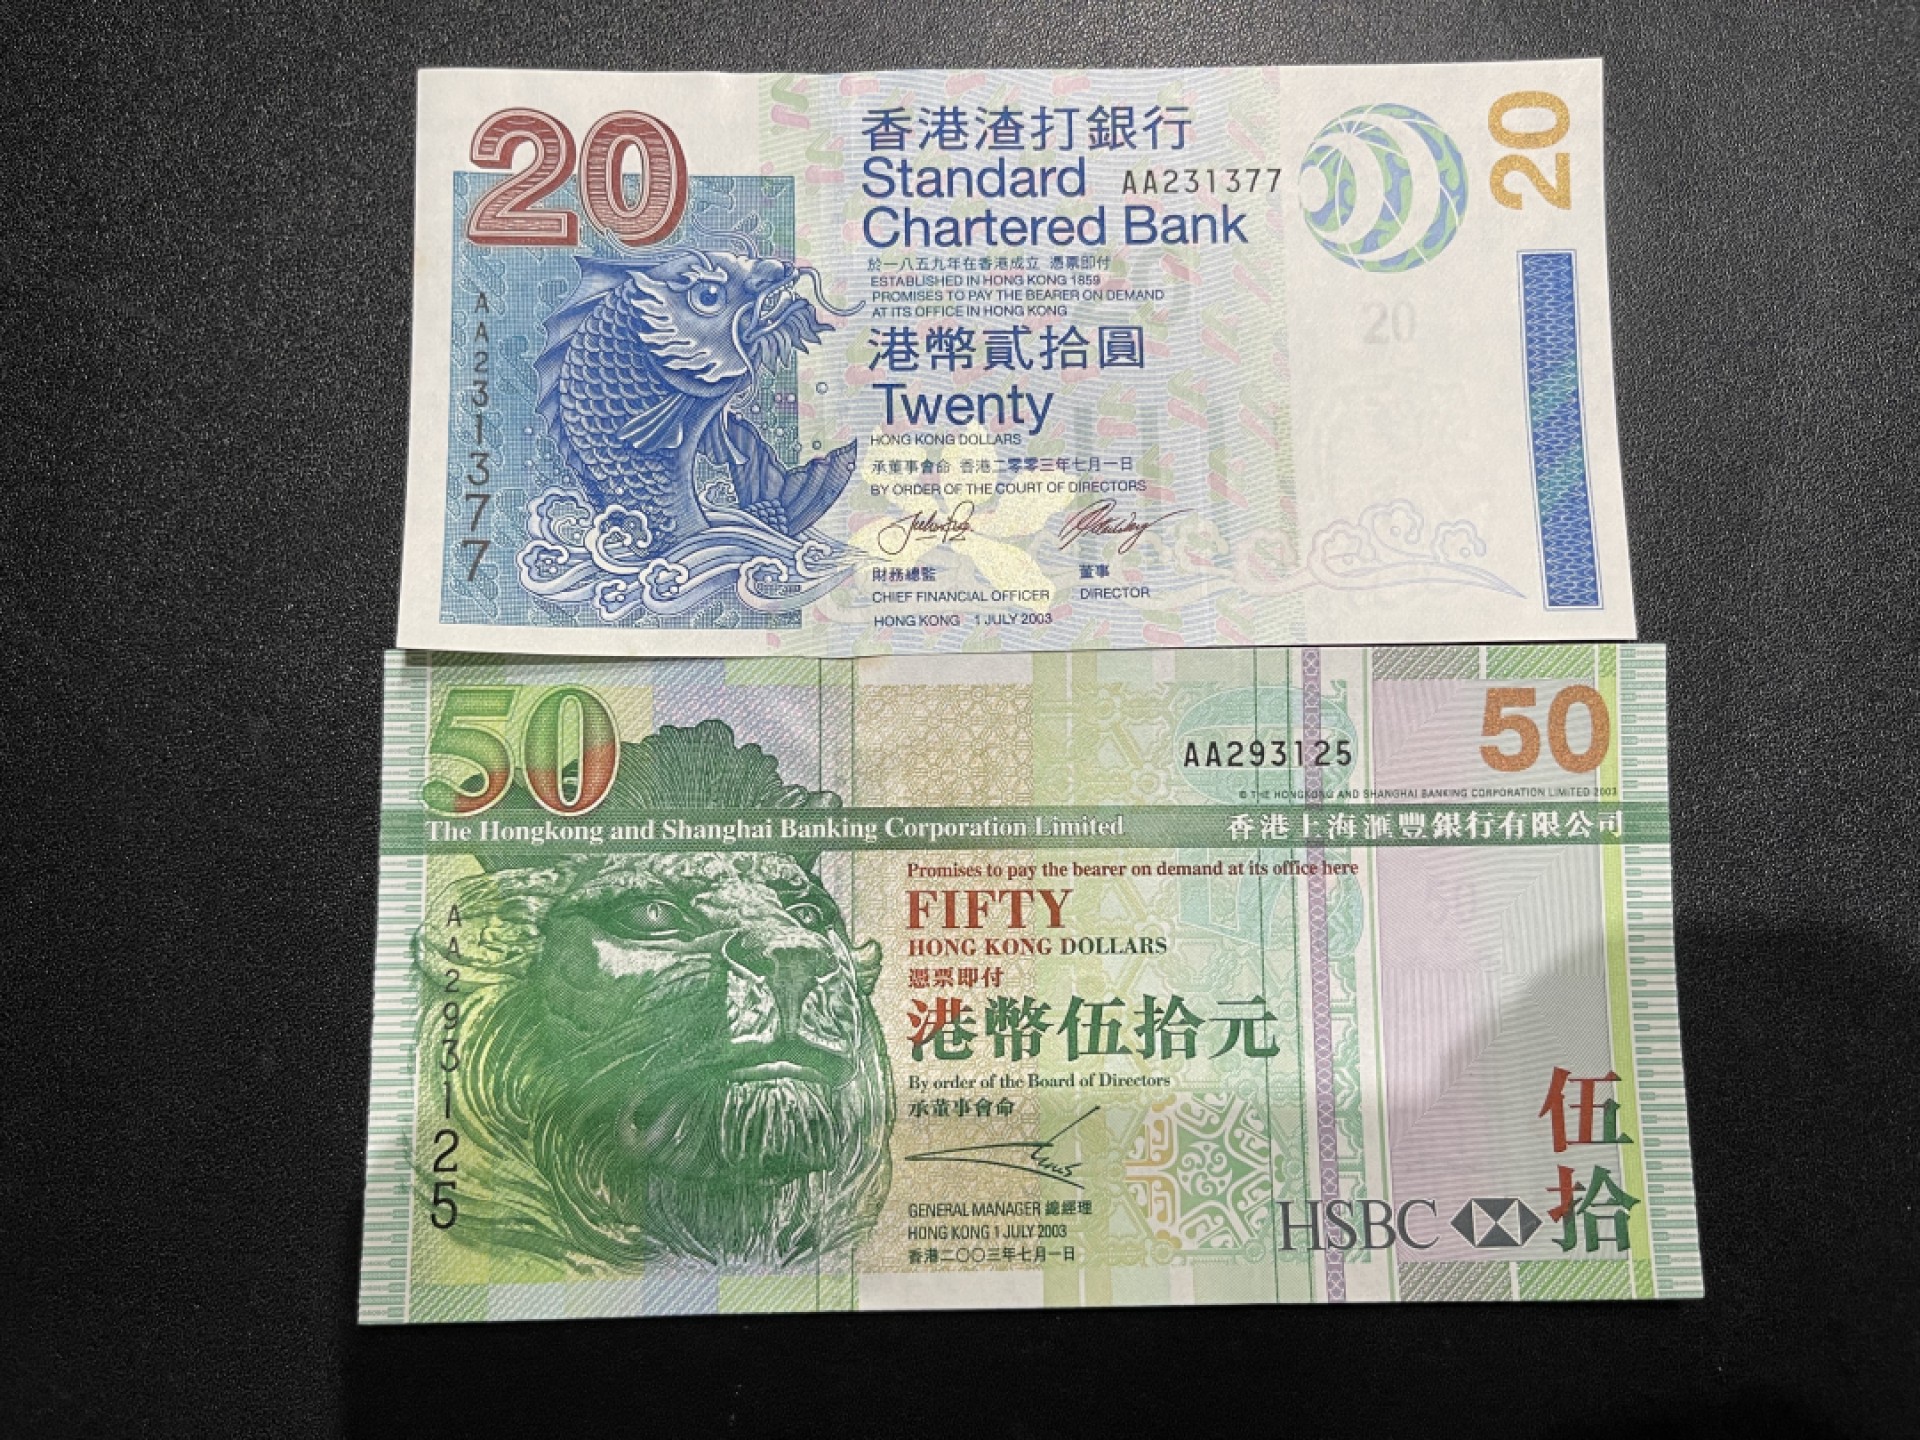 20
香港渣打銀行
Standard
AA231377
Chartered Bank
20
於一八五九年在香港成立 憑票即付
ESTABLISHED IN HONG KONG 1859
PROMISES TO PAY THE BEARER ON DEMAND
AT ITS OFFICE IN HONG KONG
20
港幣貳拾圓
Twenty
HONG KONG DOLLARS
承董事會命 香港二零零三年七月一日
BY ORDER OF THE COURT OF DIRECTORS
財務總監 董事
CHIEF FINANCIAL OFFICER DIRECTOR
HONG KONG 1 JULY 2003
AA231377
50
AA293125
50
© THE HONGKONG AND SHANGHAI BANKING CORPORATION LIMITED 2003
The Hongkong and Shanghai Banking Corporation Limited 香港上海滙豐銀行有限公司
Promises to pay the bearer on demand at its office here
FIFTY
HONG KONG DOLLARS
憑票即付
港幣伍拾元
By order of the Board of Directors
承董事會命
GENERAL MANAGER 總經理
HONG KONG 1 JULY 2003
香港二〇〇三年七月一日
AA293125
伍拾
HSBC